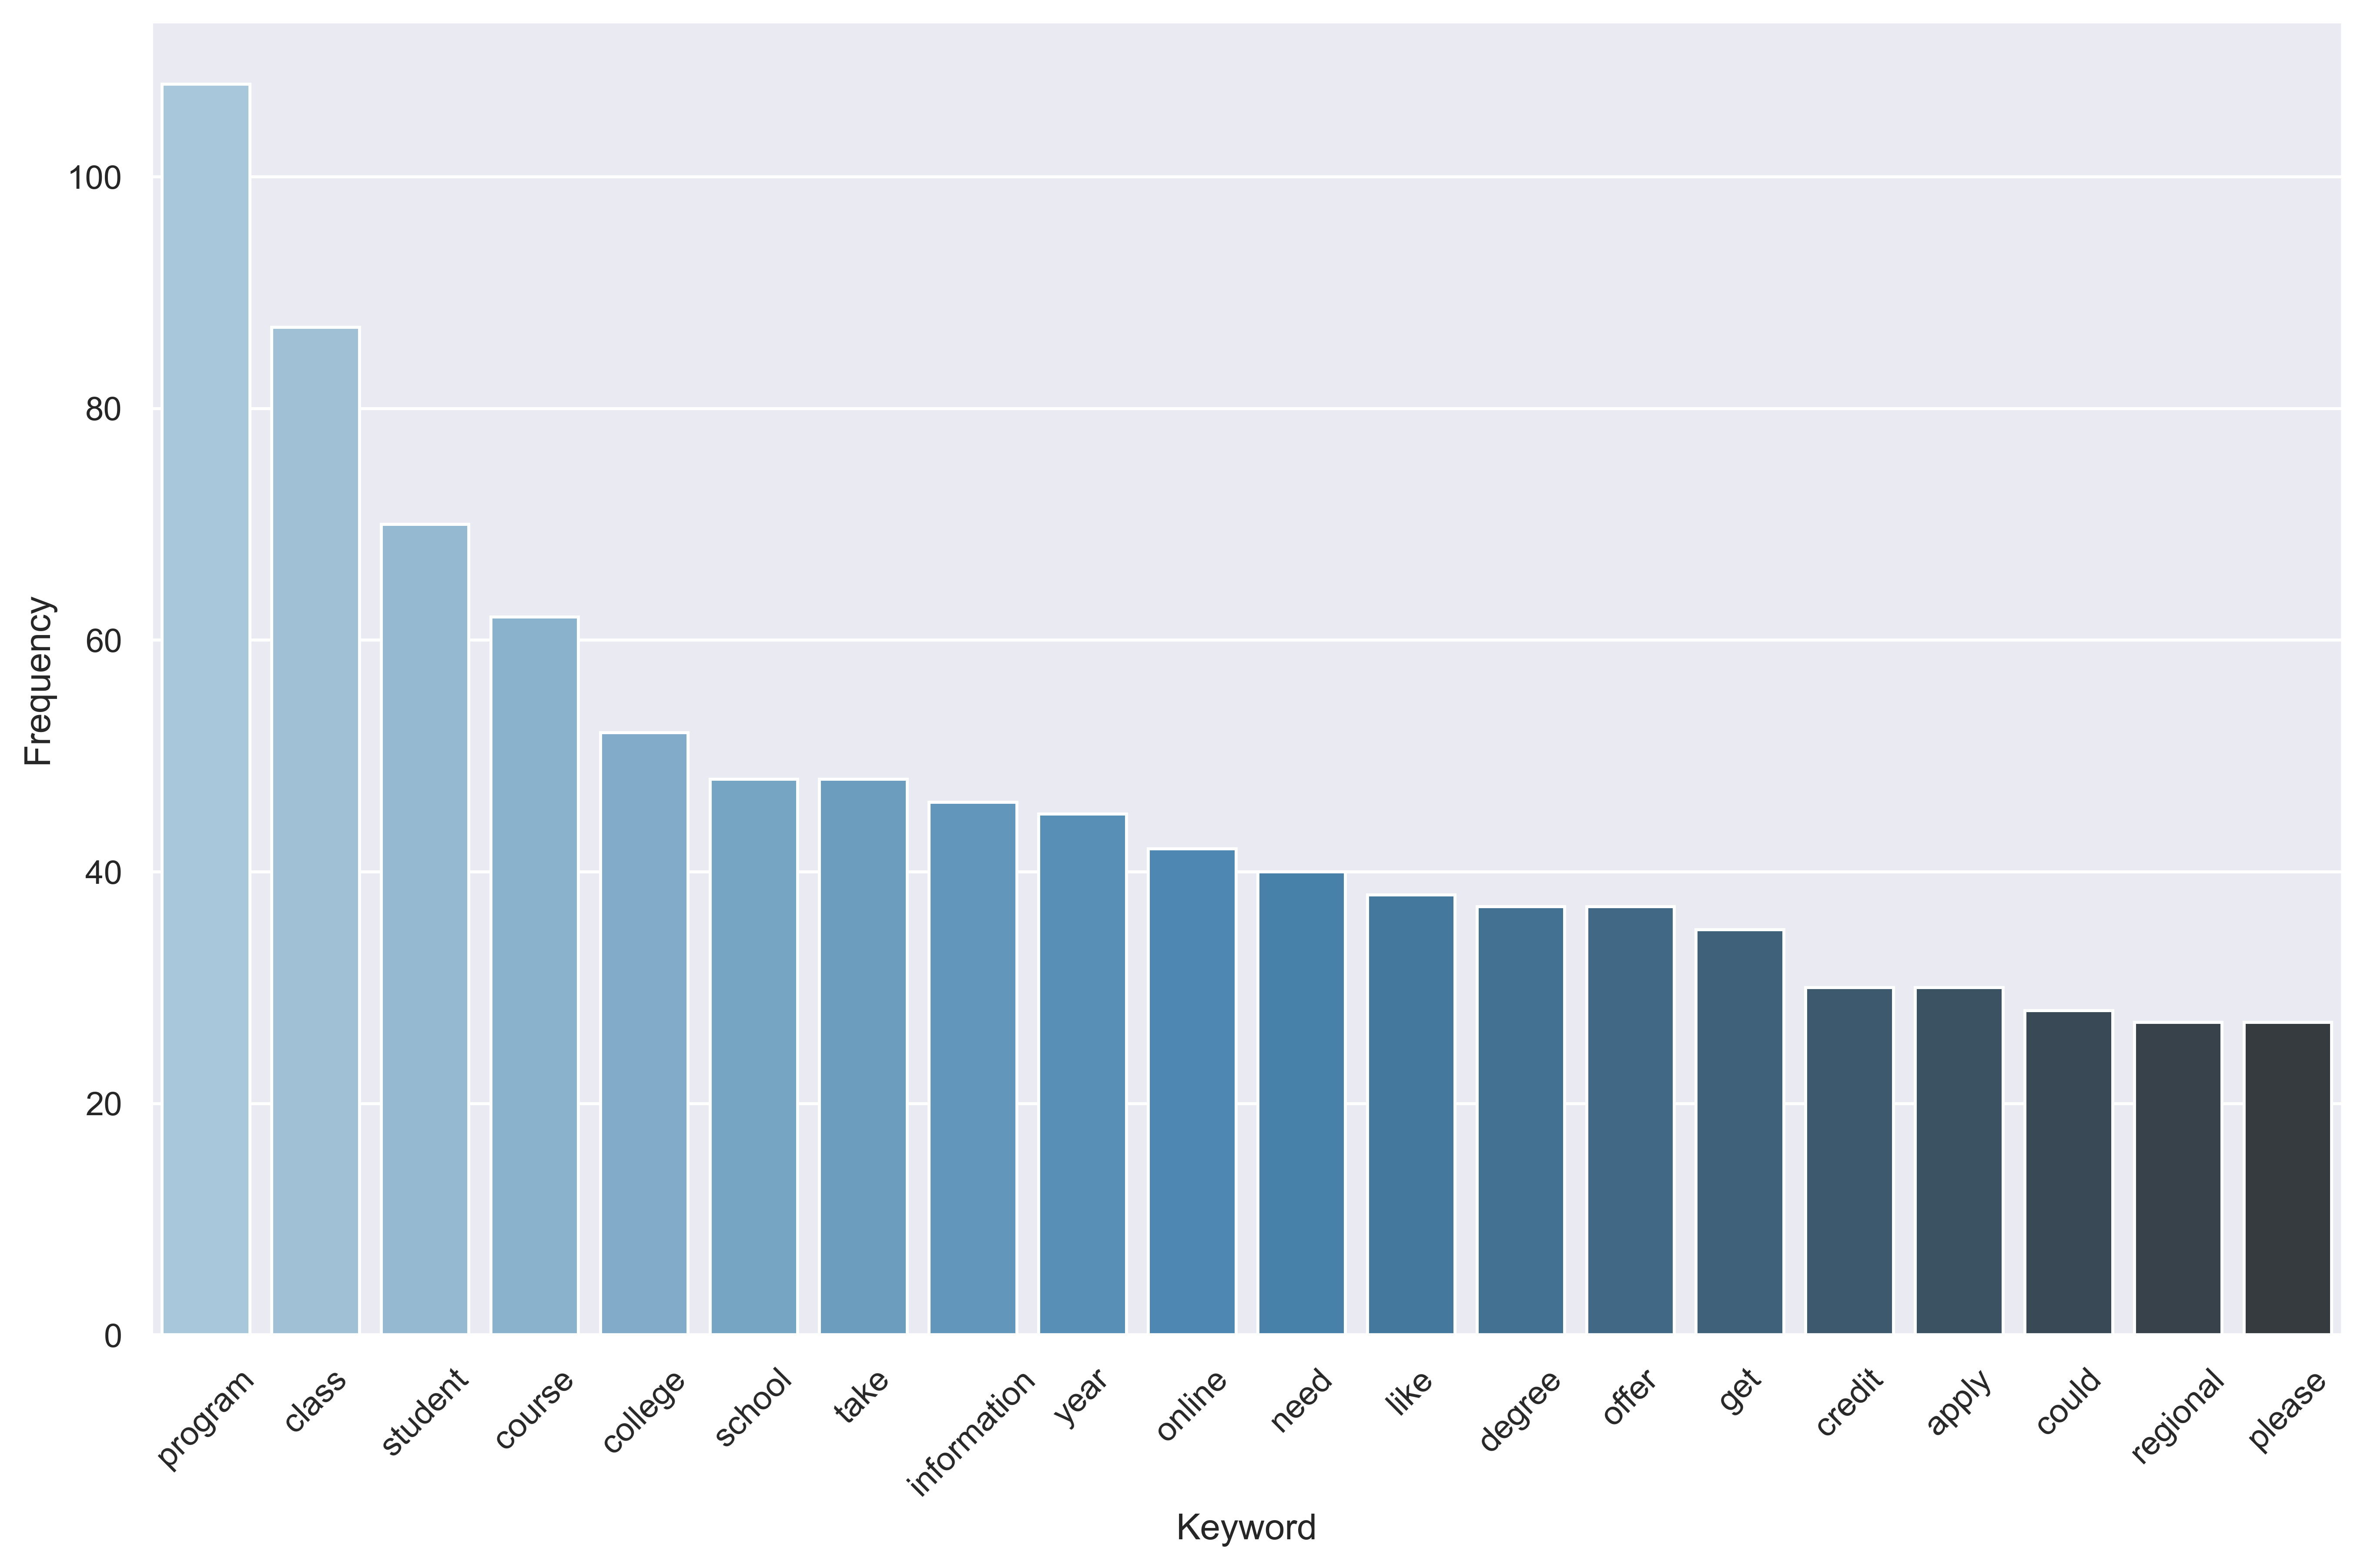 Frequency
100
80
60
40
20
0
program
class
student
course
college
school
take
information
year
online
need
like
degree
offer
get
credit
apply
could
regional
please
Keyword